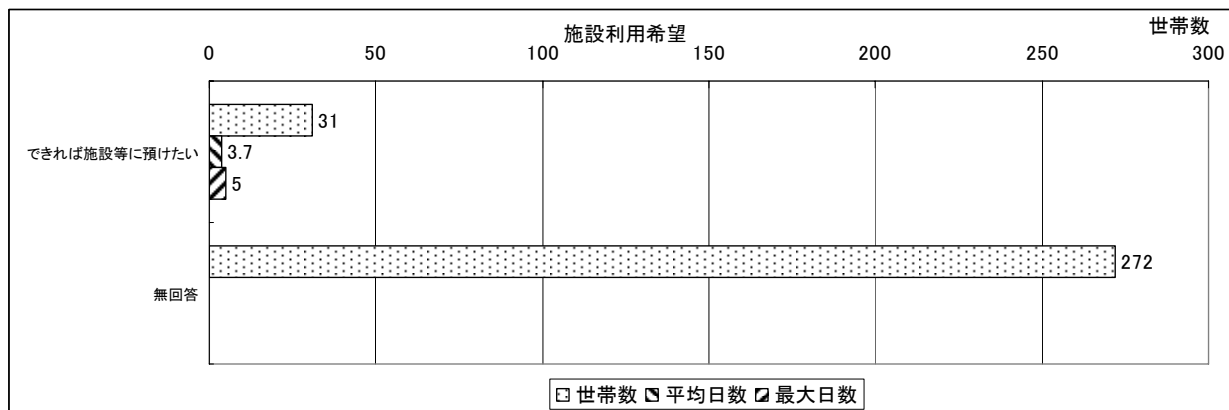 施設利用希望
世帯数
0 50 100 150 200 250 300
できれば施設等に預けたい
31
3.7
5
無回答
272
世帯数 平均日数 最大日数